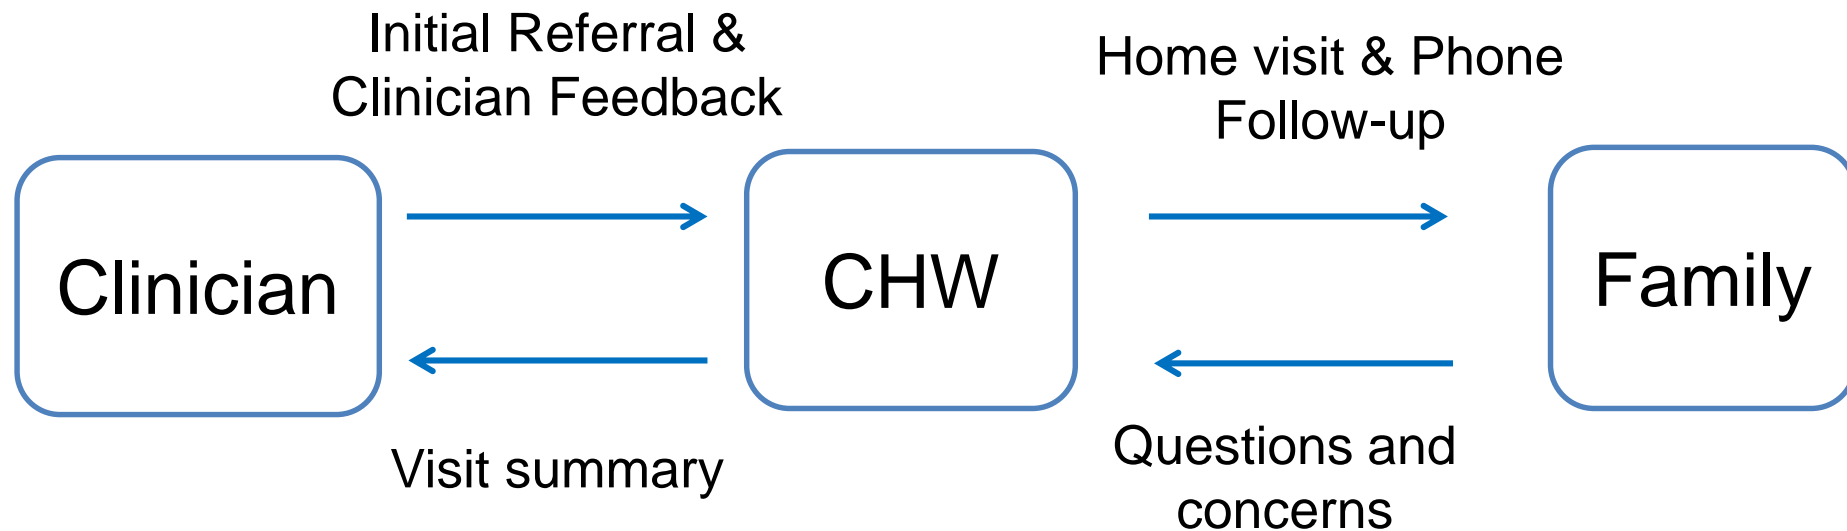 Initial Referral &
Clinician Feedback
Home visit & Phone
Follow-up
Clinician
CHW
Family
Visit summary
Questions and
concerns